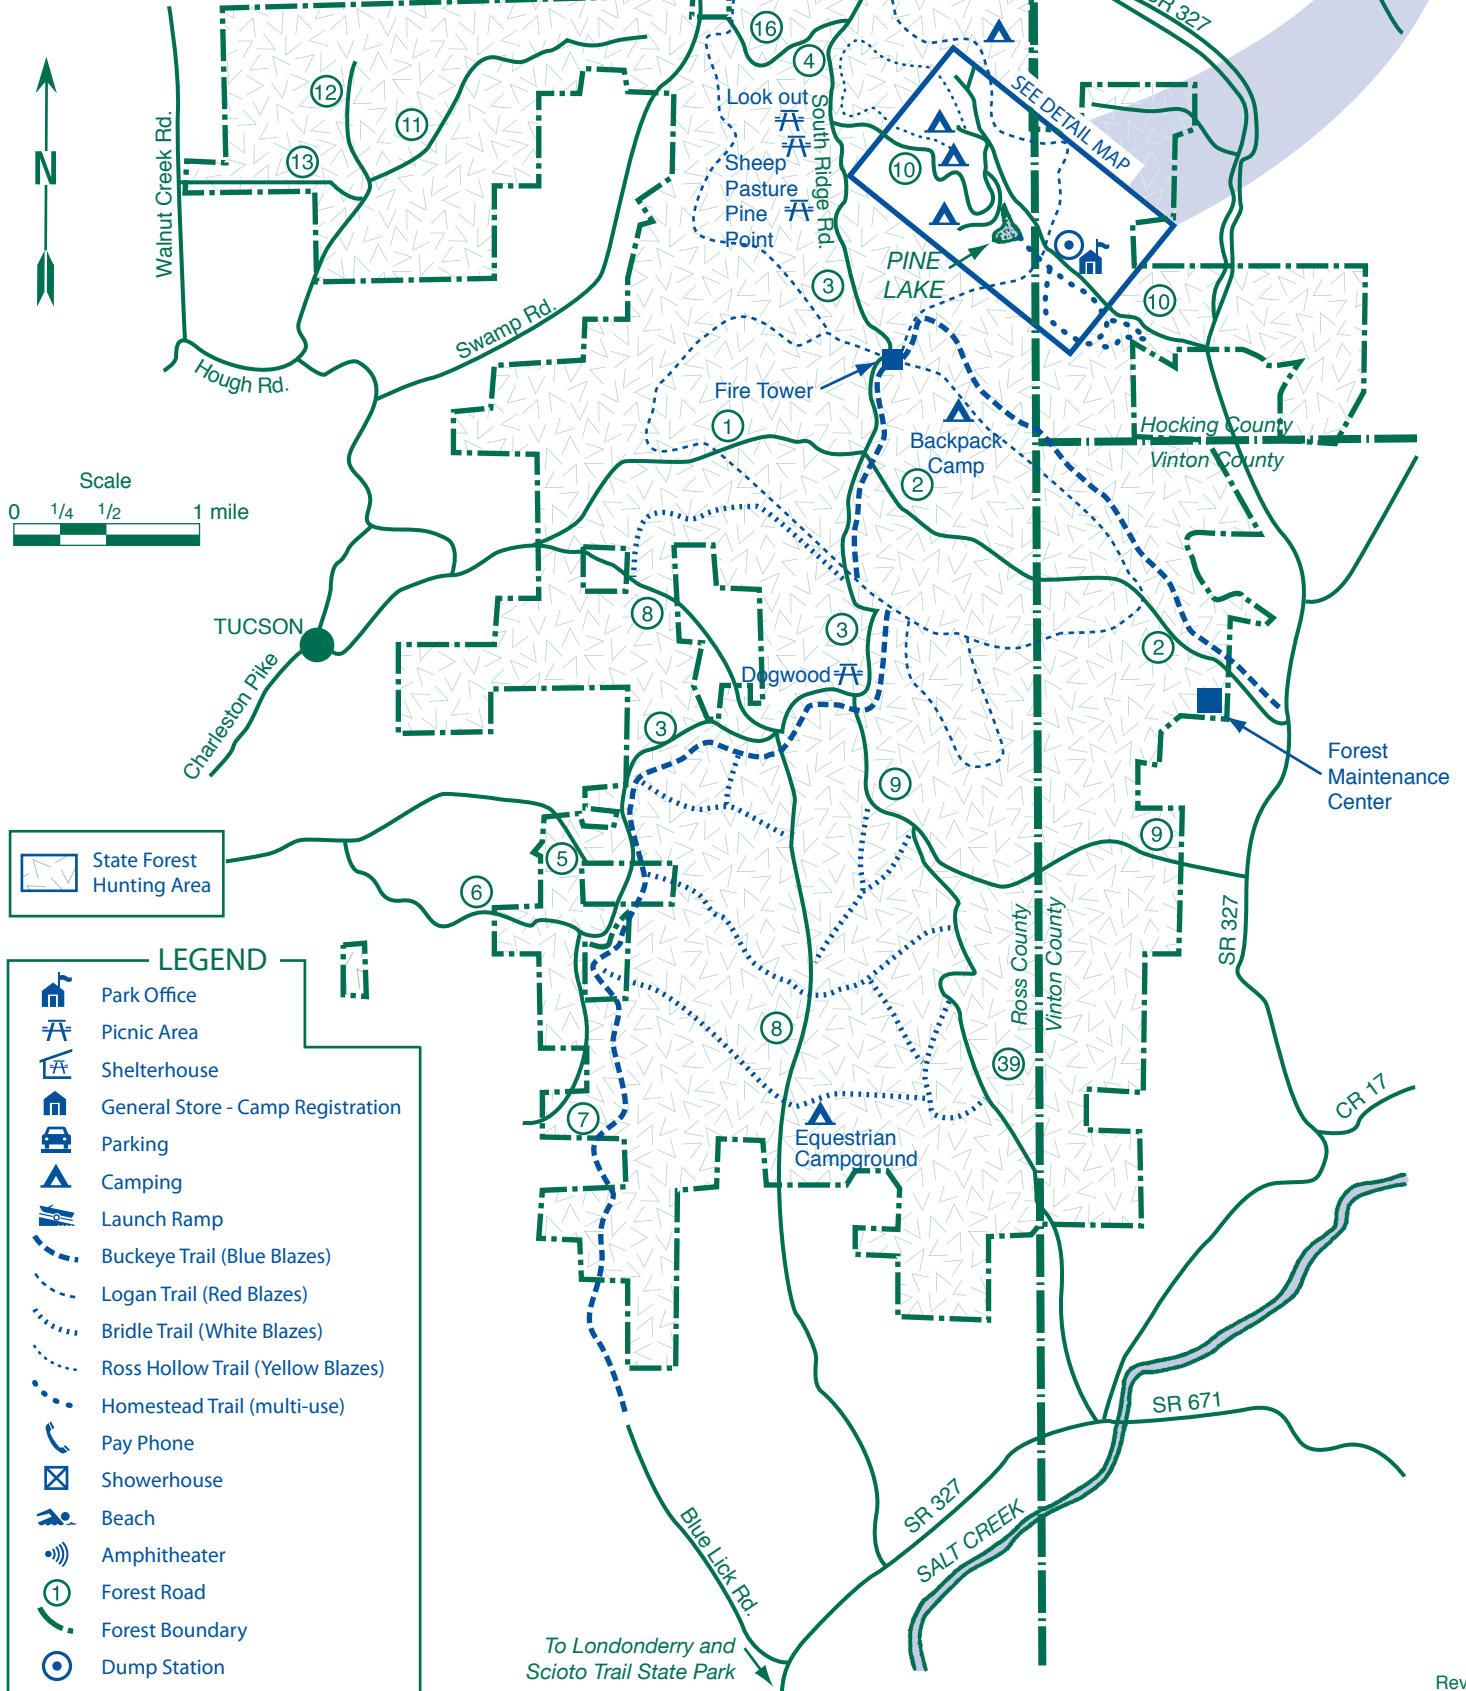 SR 327
16
4
12
11
13
N
Walnut Creek Rd.
Look out
South Ridge Rd.
Sheep
Pasture
Pine
Point
SEE DETAIL MAP
10
PINE
LAKE
3
10
Swamp Rd.
Hough Rd.
Fire Tower
1
Backpack
Camp
2
Hocking County
Vinton County
Scale
0 1/4 1/2 1 mile
TUCSON
Charleston Pike
8
3
Dogwood
2
3
9
Forest
Maintenance
Center
9
5
6
State Forest
Hunting Area
SR 327
Ross County
Vinton County
8
39
7
CR 17
Equestrian
Campground
LEGEND
Park Office
Picnic Area
Shelterhouse
General Store - Camp Registration
Parking
Camping
Launch Ramp
Buckeye Trail (Blue Blazes)
Logan Trail (Red Blazes)
Bridle Trail (White Blazes)
Ross Hollow Trail (Yellow Blazes)
Homestead Trail (multi-use)
Pay Phone
Showerhouse
Beach
Amphitheater
1 Forest Road
Forest Boundary
Dump Station
SR 671
SR 327
SALT CREEK
Blue Lick Rd.
To Londonderry and
Scioto Trail State Park
Rev